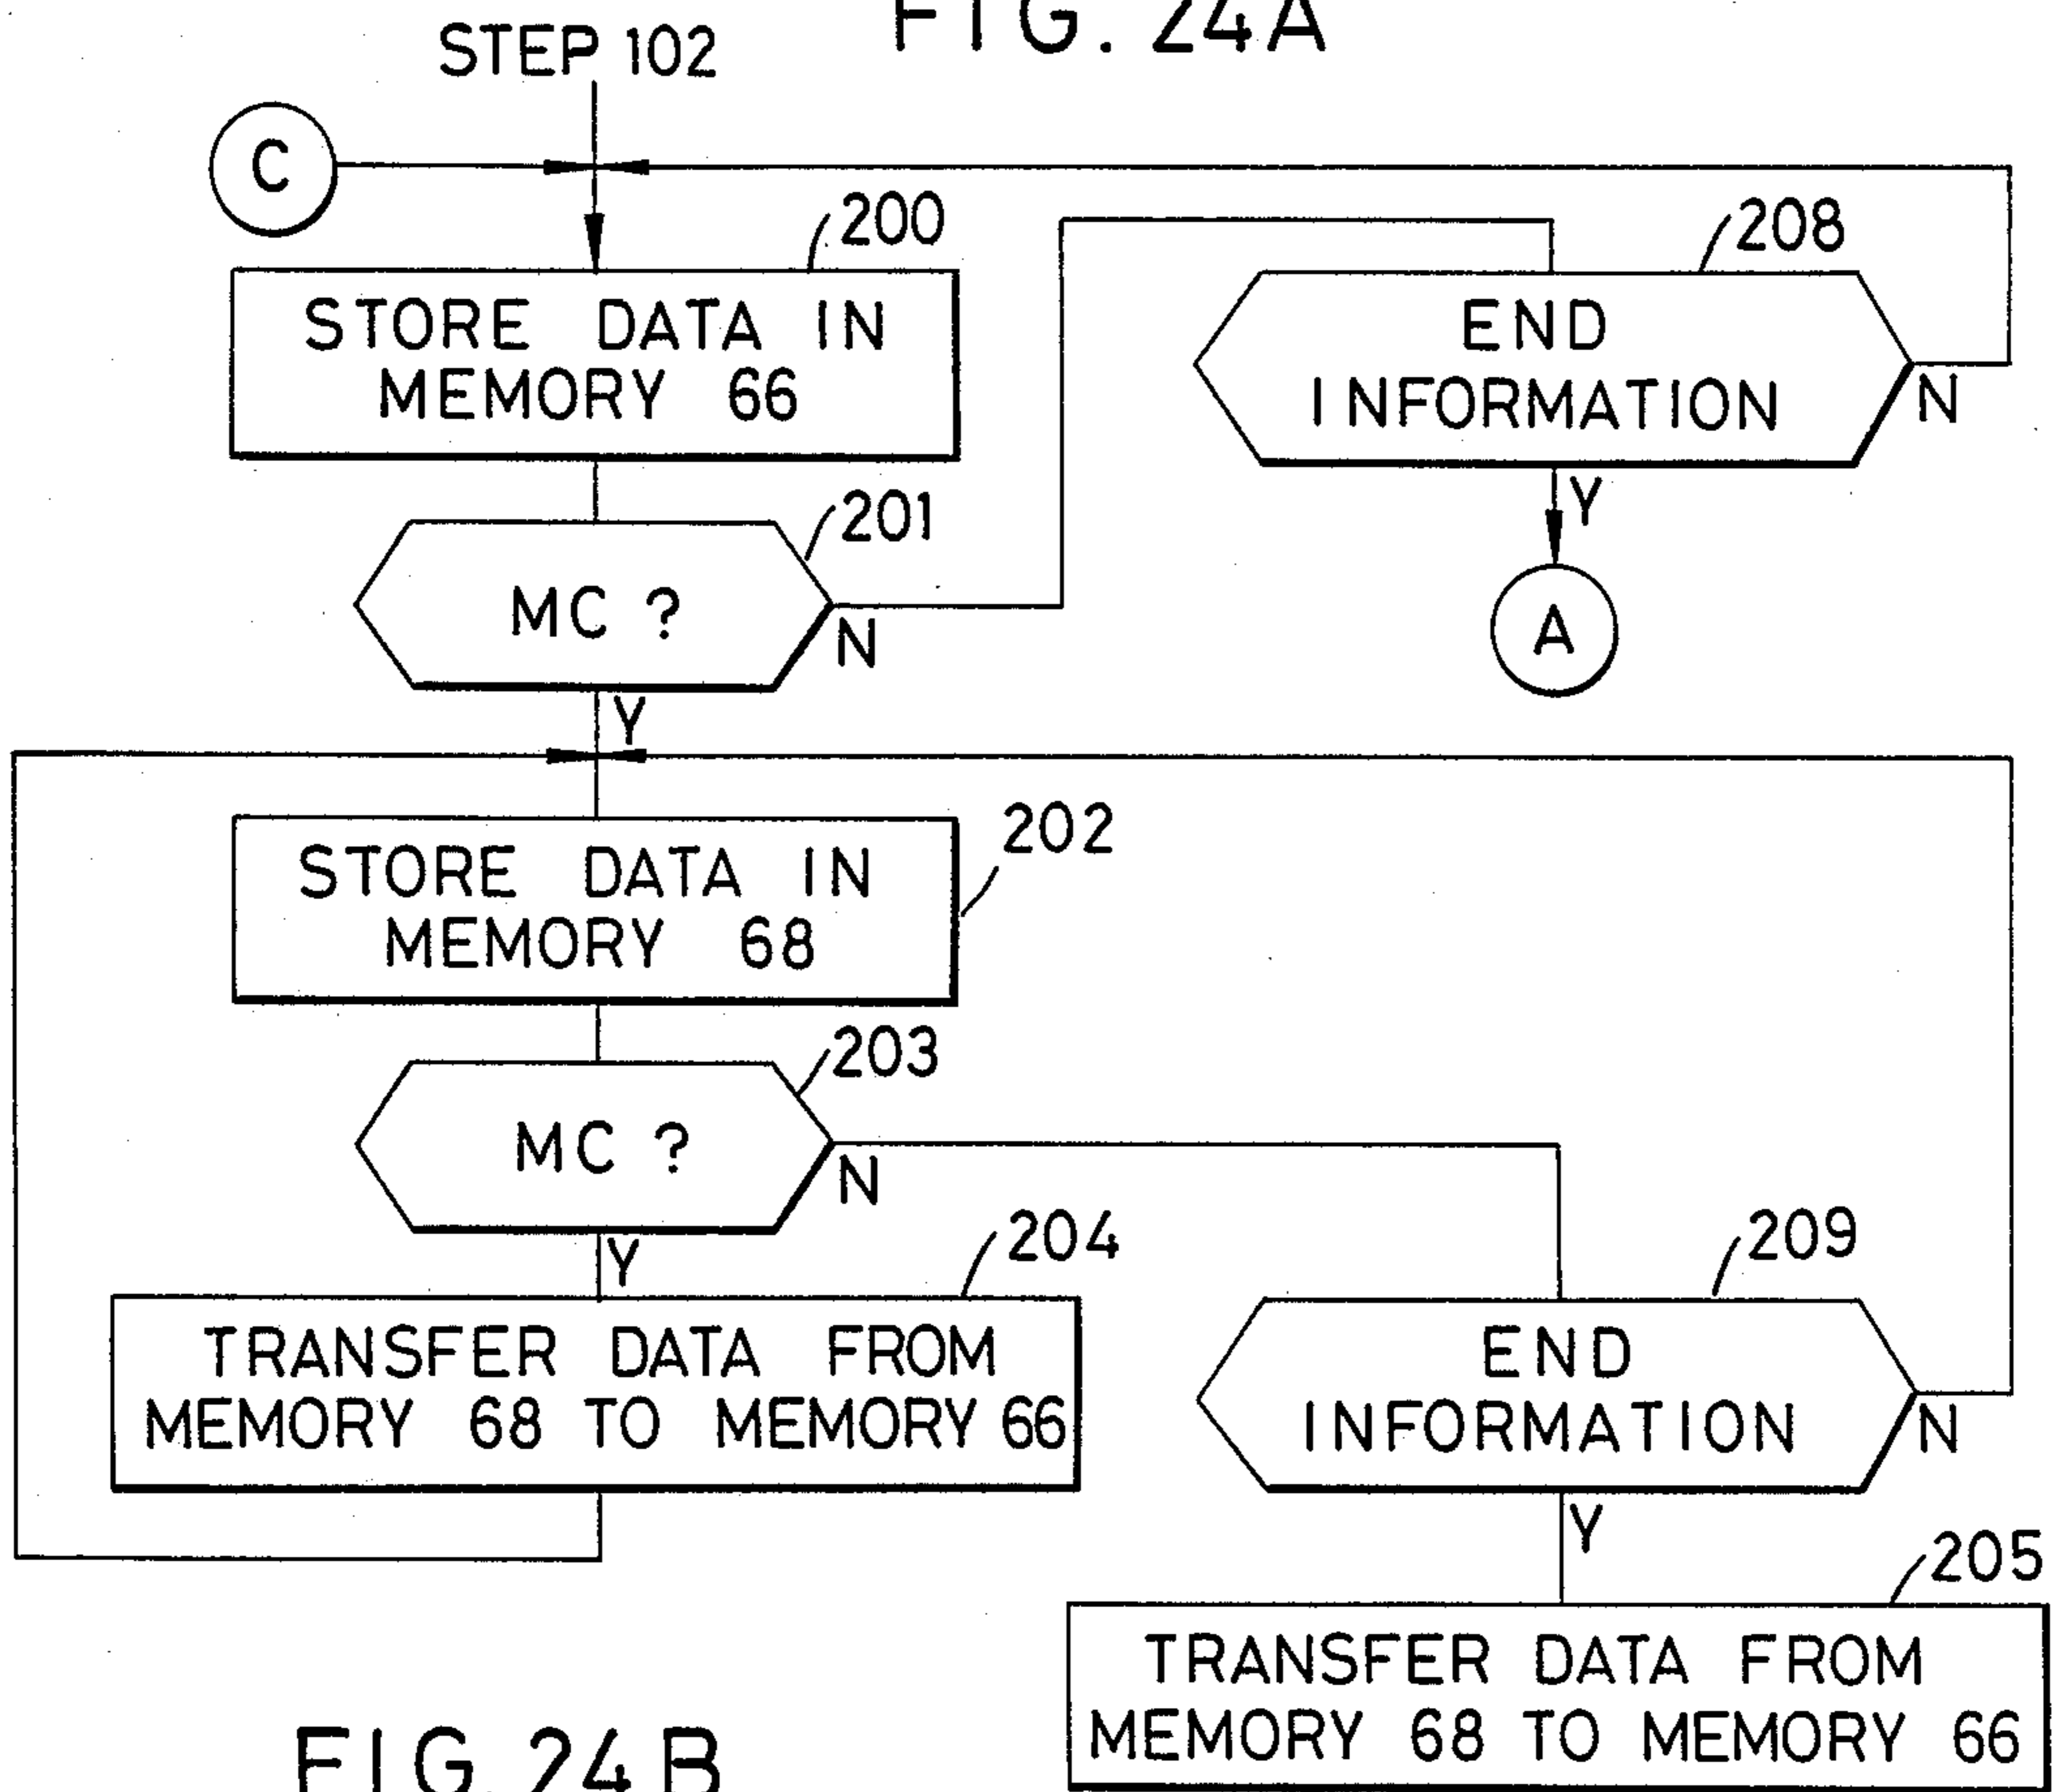 FIG. 24A
STEP 102
C
200
STORE DATA IN
MEMORY 66
208
END
INFORMATION
N
Y
A
201
MC ?
N
Y
202
STORE DATA IN
MEMORY 68
203
MC ?
N
Y
204
TRANSFER DATA FROM
MEMORY 68 TO MEMORY 66
209
END
INFORMATION
N
Y
205
TRANSFER DATA FROM
MEMORY 68 TO MEMORY 66
FIG. 24B